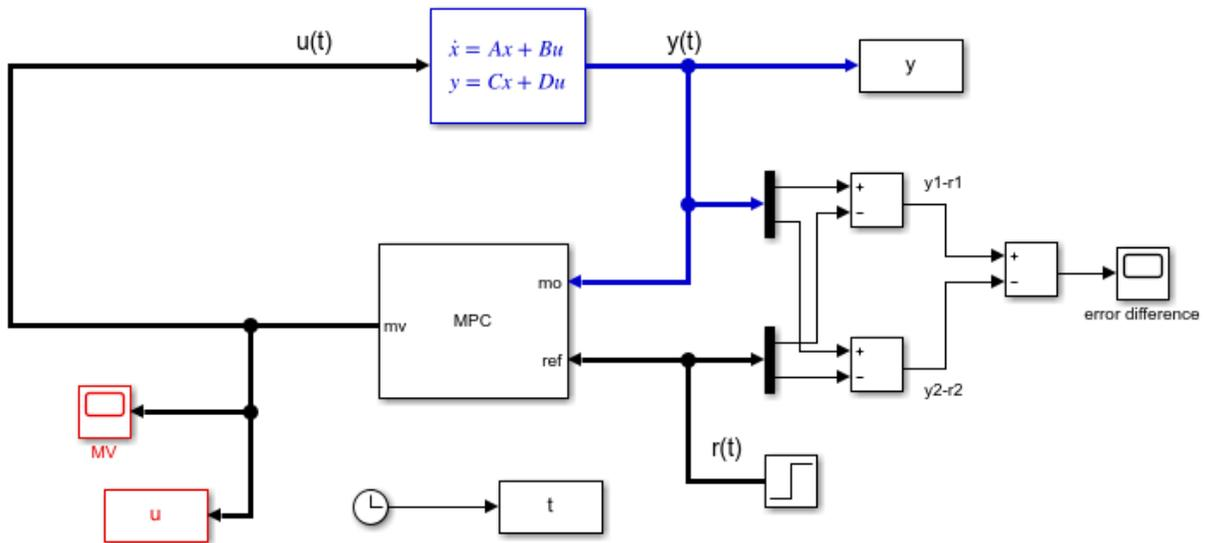 u(t)
ẋ = Ax + Bu
y = Cx + Du
y(t)
y
+
−
y1-r1
+
−
error difference
mo
MPC
mv
ref
+
−
y2-r2
MV
r(t)
u
t